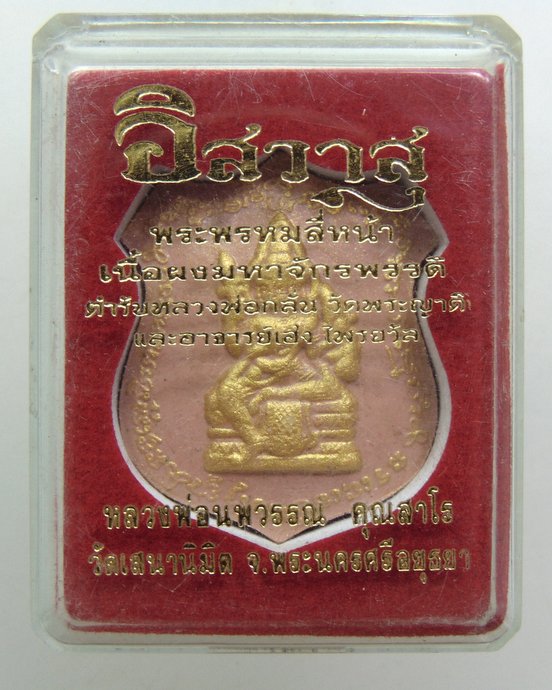 อิสวาสุ
พระพรหมสี่หน้า
เนื้อผงมหาจักรพรรดิ
ตำรับหลวงพ่อกลั่น วัดพระญาติ
และอาจารย์เฮง ไพรยวัล
หลวงพ่อนพวรรณ คุณสาโร
วัดเสนานิมิต จ.พระนครศรีอยุธยา